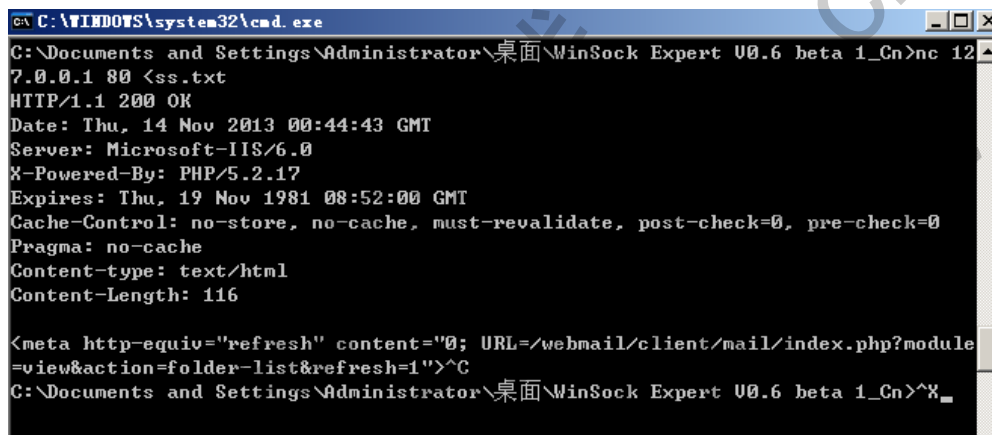 C:\WINDOWS\system32\cmd.exe
C:\Documents and Settings\Administrator\桌面\WinSock Expert V0.6 beta 1_Cn>nc 12
7.0.0.1 80 <ss.txt
HTTP/1.1 200 OK
Date: Thu, 14 Nov 2013 00:44:43 GMT
Server: Microsoft-IIS/6.0
X-Powered-By: PHP/5.2.17
Expires: Thu, 19 Nov 1981 08:52:00 GMT
Cache-Control: no-store, no-cache, must-revalidate, post-check=0, pre-check=0
Pragma: no-cache
Content-type: text/html
Content-Length: 116
<meta http-equiv="refresh" content="0; URL=/webmail/client/mail/index.php?module
=view&action=folder-list&refresh=1">^C
C:\Documents and Settings\Administrator\桌面\WinSock Expert V0.6 beta 1_Cn>^X_